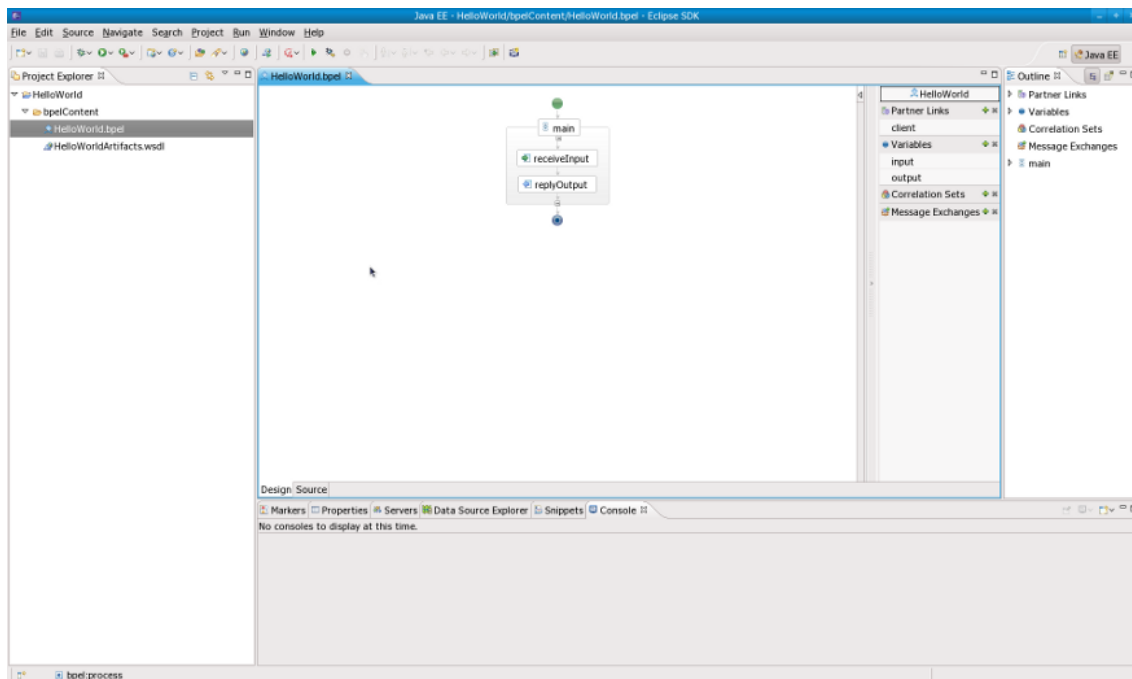 Java EE - HelloWorld/bpelContent/HelloWorld.bpel - Eclipse SDK
File Edit Source Navigate Search Project Run Window Help
Java EE
Project Explorer
HelloWorld
bpelContent
HelloWorld.bpel
HelloWorldArtifacts.wsdl
HelloWorld.bpel
main
receiveInput
replyOutput
HelloWorld
Partner Links
client
Variables
input
output
Correlation Sets
Message Exchanges
Outline
Partner Links
Variables
Correlation Sets
Message Exchanges
main
Design Source
Markers Properties Servers Data Source Explorer Snippets Console
No consoles to display at this time.
bpel:process